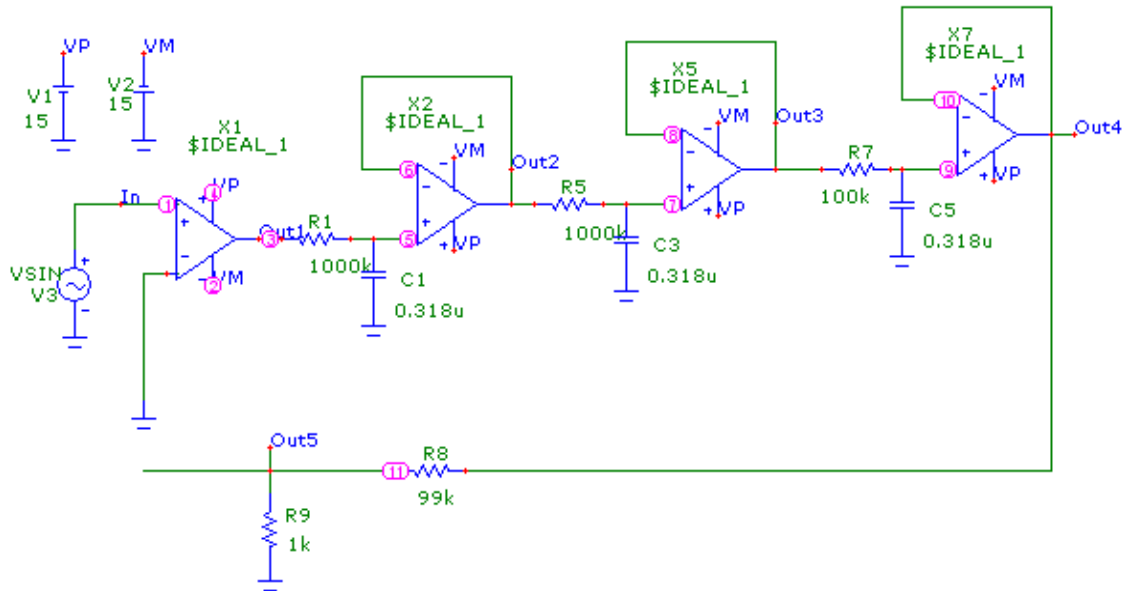 VP
VM
V1
15
V2
15
X1
$IDEAL_1
X2
$IDEAL_1
X5
$IDEAL_1
X7
$IDEAL_1
In
1
4
VP
+
-
3
Out1
VM
2
VSIN
V3
+
-
R1
1000k
C1
0.318u
6
5
-
+
VM
VP
Out2
R5
1000k
C3
0.318u
8
7
-
+
VM
VP
Out3
R7
100k
C5
0.318u
10
9
-
+
VM
VP
Out4
Out5
11
R8
99k
R9
1k